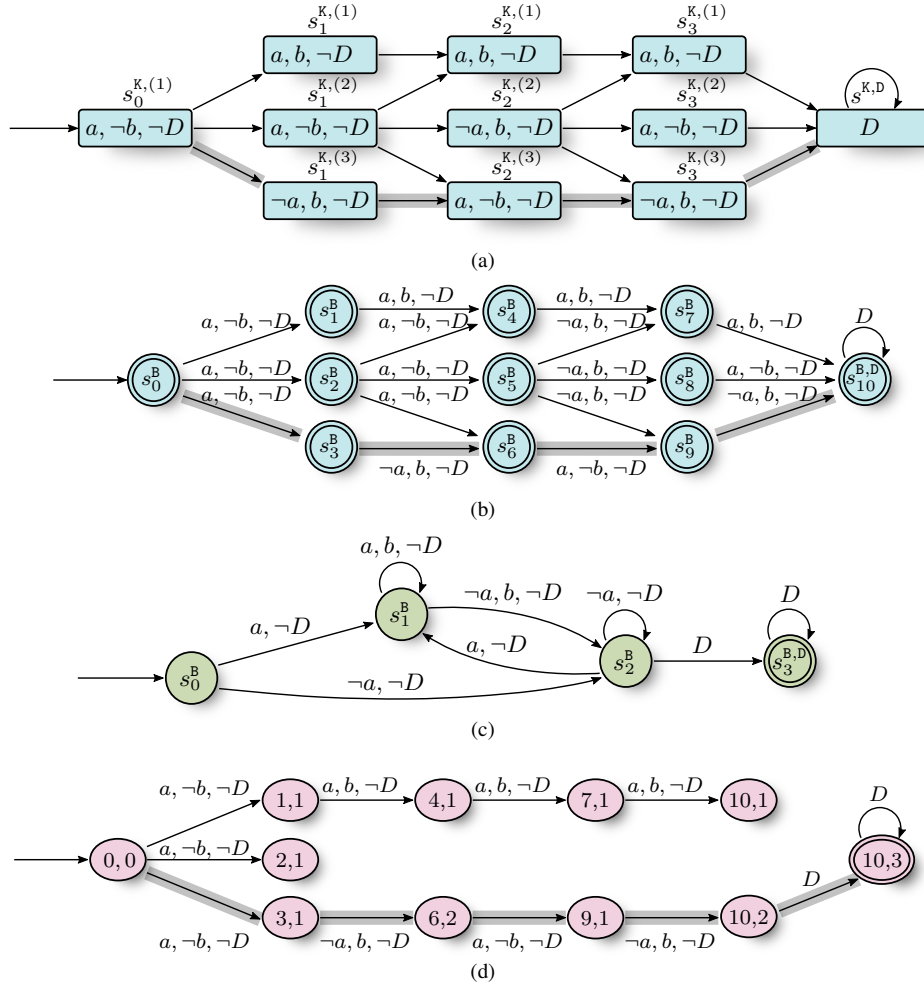 s_1^{K,(1)} s_2^{K,(1)} s_3^{K,(1)}
a, b, ¬D a, b, ¬D a, b, ¬D
s_0^{K,(1)} s_1^{K,(2)} s_2^{K,(2)} s_3^{K,(2)} s^{K,D}
a, ¬b, ¬D a, ¬b, ¬D ¬a, b, ¬D a, ¬b, ¬D D
s_1^{K,(3)} s_2^{K,(3)} s_3^{K,(3)}
¬a, b, ¬D a, ¬b, ¬D ¬a, b, ¬D
(a)
a, b, ¬D a, b, ¬D
s_1^B s_4^B s_7^B
a, ¬b, ¬D a, ¬b, ¬D ¬a, b, ¬D a, b, ¬D D
a, ¬b, ¬D a, ¬b, ¬D ¬a, b, ¬D a, ¬b, ¬D
s_0^B s_2^B s_5^B s_8^B s_{10}^{B,D}
a, ¬b, ¬D a, ¬b, ¬D ¬a, b, ¬D ¬a, b, ¬D
s_3^B s_6^B s_9^B
¬a, b, ¬D a, ¬b, ¬D
(b)
a, b, ¬D
s_1^B ¬a, b, ¬D ¬a, ¬D D
a, ¬D a, ¬D D
s_0^B s_2^B s_3^{B,D}
¬a, ¬D
(c)
a, ¬b, ¬D a, b, ¬D a, b, ¬D a, b, ¬D
1,1 4,1 7,1 10,1
D
a, ¬b, ¬D
0,0 2,1 10,3
D
3,1 6,2 9,1 10,2
a, ¬b, ¬D ¬a, b, ¬D a, ¬b, ¬D ¬a, b, ¬D
(d)